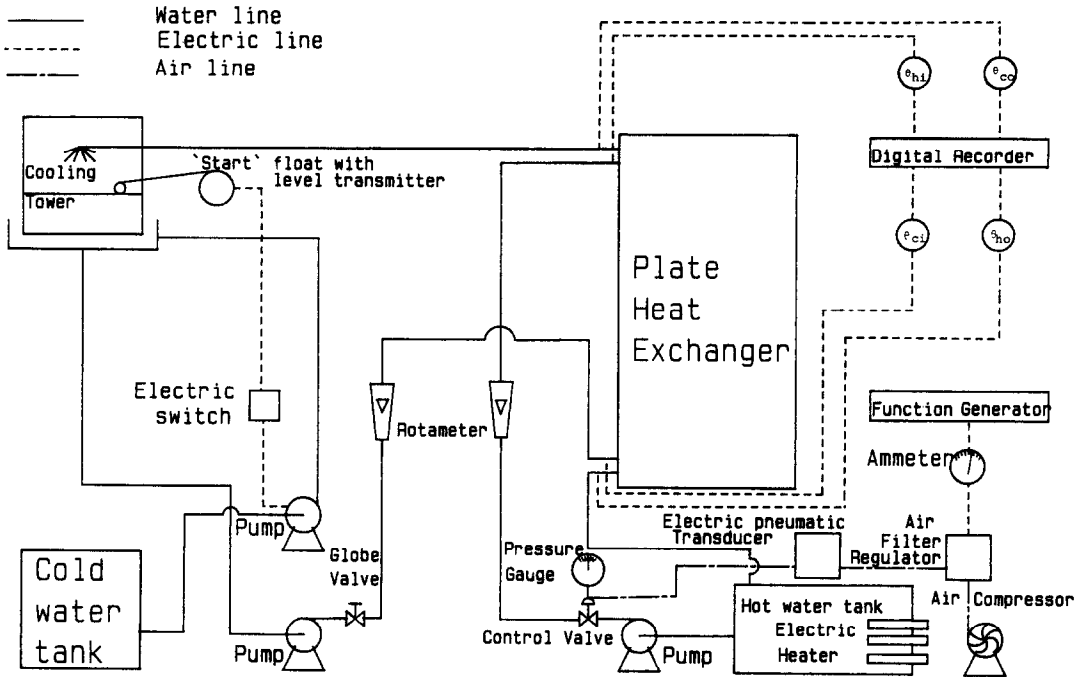 Water line
Electric line
Air line
θhi
θco
Cooling
Tower
`Start` float with
level transmitter
Digital Recorder
θci
θho
Plate
Heat
Exchanger
Electric
switch
Rotameter
Function Generator
Ammeter
Pump
Electric pneumatic
Transducer
Air
Filter
Regulator
Globe
Valve
Pressure
Gauge
Cold
water
tank
Hot water tank
Electric
Heater
Air Compressor
Control Valve
Pump
Pump